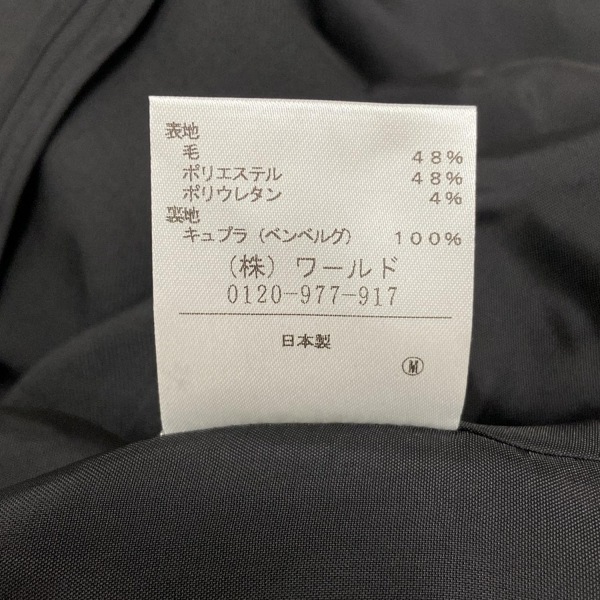 表地
毛 48%
ポリエステル 48%
ポリウレタン 4%
裏地
キュプラ（ベンベルグ） 100%
（株）ワールド
0120-977-917
日本製
Ⓜ